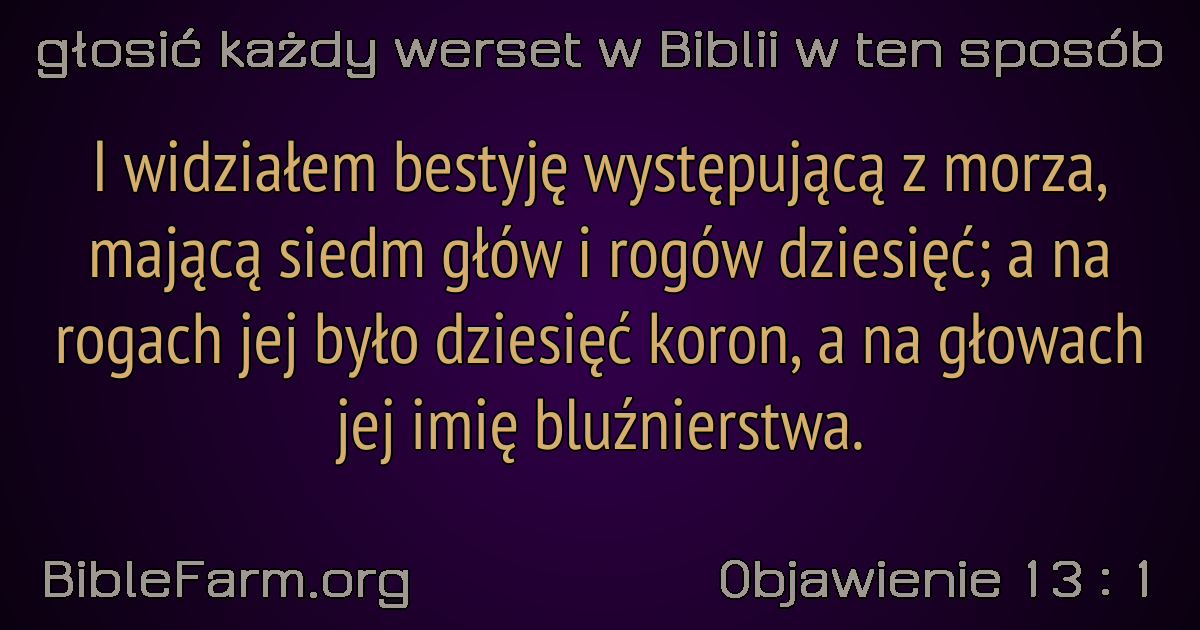 głosić każdy werset w Biblii w ten sposób
I widziałem bestyję występującą z morza,
mającą siedm głów i rogów dziesięć; a na
rogach jej było dziesięć koron, a na głowach
jej imię bluźnierstwa.
BibleFarm.org
Objawienie 13 : 1